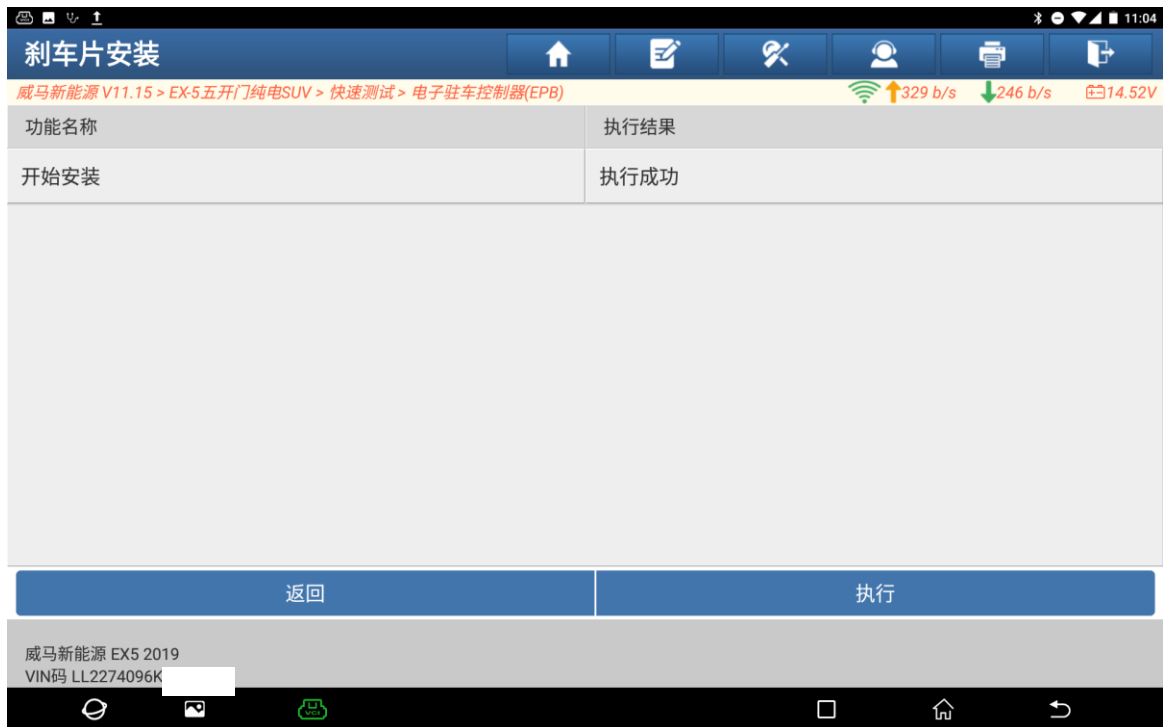 11:04
刹车片安装
威马新能源 V11.15 > EX-5五开门纯电SUV > 快速测试 > 电子驻车控制器(EPB) 329 b/s 246 b/s 14.52V
功能名称 执行结果
开始安装 执行成功
返回 执行
威马新能源 EX5 2019
VIN码 LL2274096K
VCI